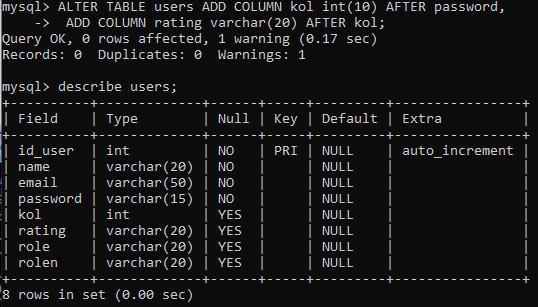 mysql> ALTER TABLE users ADD COLUMN kol int(10) AFTER password,
    ->  ADD COLUMN rating varchar(20) AFTER kol;
Query OK, 0 rows affected, 1 warning (0.17 sec)
Records: 0  Duplicates: 0  Warnings: 1

mysql> describe users;
+----------+-------------+------+-----+---------+----------------+
| Field    | Type        | Null | Key | Default | Extra          |
+----------+-------------+------+-----+---------+----------------+
| id_user  | int         | NO   | PRI | NULL    | auto_increment |
| name     | varchar(20) | NO   |     | NULL    |                |
| email    | varchar(50) | NO   |     | NULL    |                |
| password | varchar(15) | NO   |     | NULL    |                |
| kol      | int         | YES  |     | NULL    |                |
| rating   | varchar(20) | YES  |     | NULL    |                |
| role     | varchar(20) | YES  |     | NULL    |                |
| rolen    | varchar(20) | YES  |     | NULL    |                |
+----------+-------------+------+-----+---------+----------------+
8 rows in set (0.00 sec)